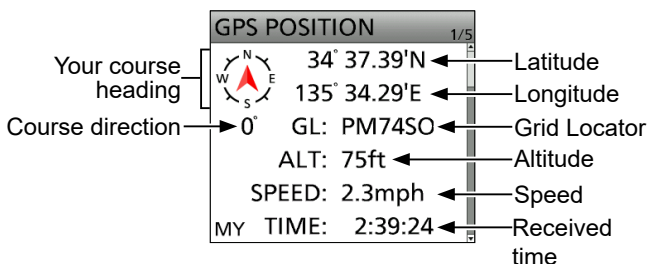 GPS POSITION 1/5
N
W E
S
Your course heading
34° 37.39'N Latitude
135° 34.29'E Longitude
Course direction 0° GL: PM74SO Grid Locator
ALT: 75ft Altitude
SPEED: 2.3mph Speed
MY TIME: 2:39:24 Received time